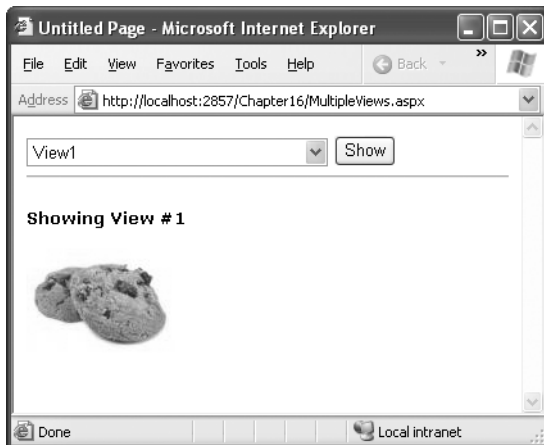 Untitled Page - Microsoft Internet Explorer
File Edit View Favorites Tools Help Back »
Address http://localhost:2857/Chapter16/MultipleViews.aspx
View1 Show
Showing View #1
Done Local intranet